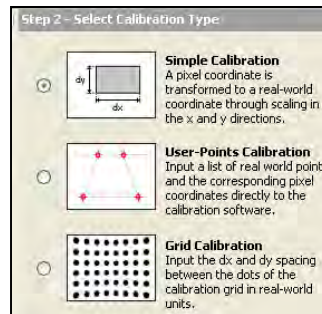 Step 2 - Select Calibration Type
Simple Calibration
A pixel coordinate is
transformed to a real-world
coordinate through scaling in
the x and y directions.
dy
dx
User-Points Calibration
Input a list of real world point
and the corresponding pixel
coordinates directly to the
calibration software.
Grid Calibration
Input the dx and dy spacing
between the dots of the
calibration grid in real-world
units.